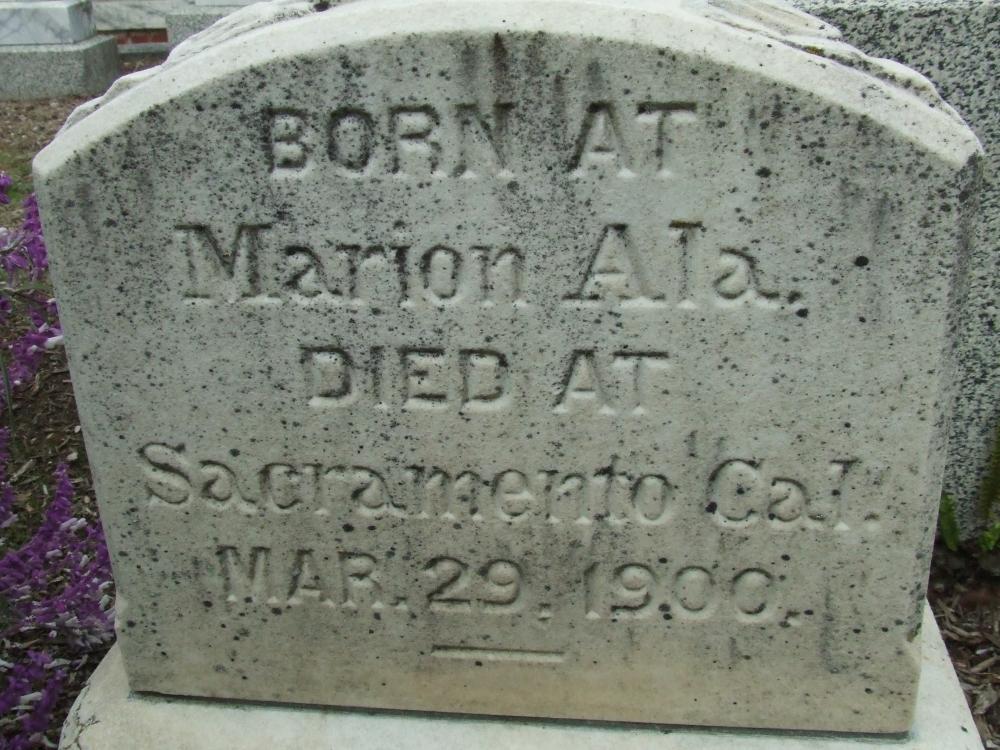 BORN AT
Marion Ala.
DIED AT
Sacramento Cal.
MAR. 29, 1900.